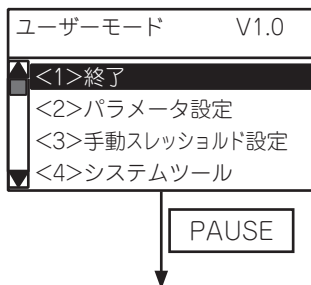 ユーザーモード V1.0
<1>終了
<2>パラメータ設定
<3>手動スレッショルド設定
<4>システムツール
PAUSE